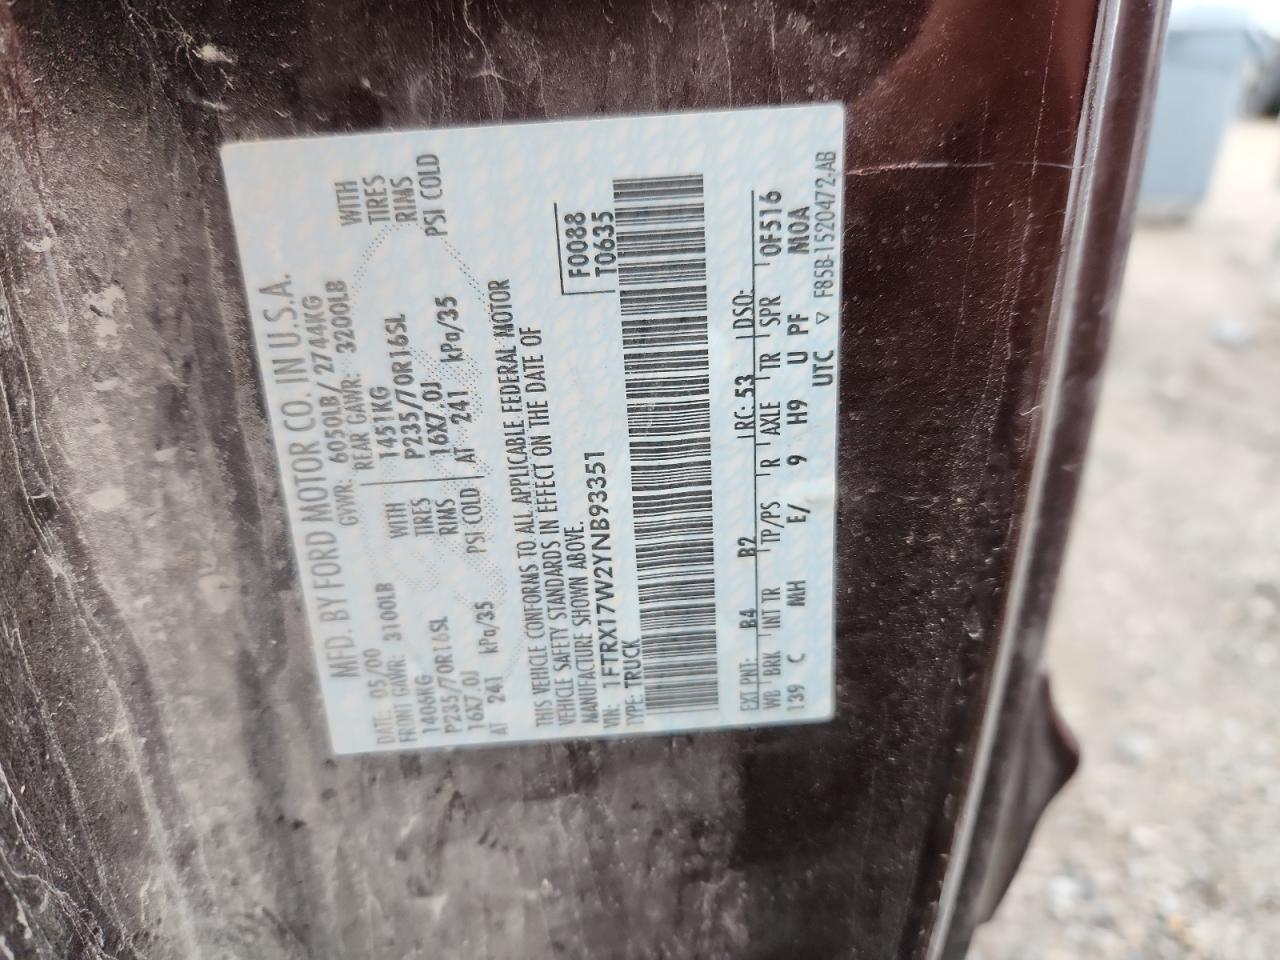 MFD. BY FORD MOTOR CO. IN U.S.A.
DATE: 05/00 GVWR: 6050LB/ 2744KG
FRONT GAWR: 3100LB REAR GAWR: 3200LB
1406KG WITH 1451KG WITH
P235/70R16SL TIRES P235/70R16SL TIRES
16X7.0J RIMS 16X7.0J RIMS
AT 241 kPa/35 PSI COLD AT 241 kPa/35 PSI COLD
THIS VEHICLE CONFORMS TO ALL APPLICABLE FEDERAL MOTOR
VEHICLE SAFETY STANDARDS IN EFFECT ON THE DATE OF
MANUFACTURE SHOWN ABOVE.
VIN: 1FTRX17W2YNB93351 F0088
TYPE: TRUCK T0635
EXT PNT: B4 B2 RC: 53 DSO:
WB BRK INT TR TP/PS R AXLE TR SPR 0F516
139 C MH E/ 9 H9 U PF MOA
UTC ▽ F85B-1520472-AB